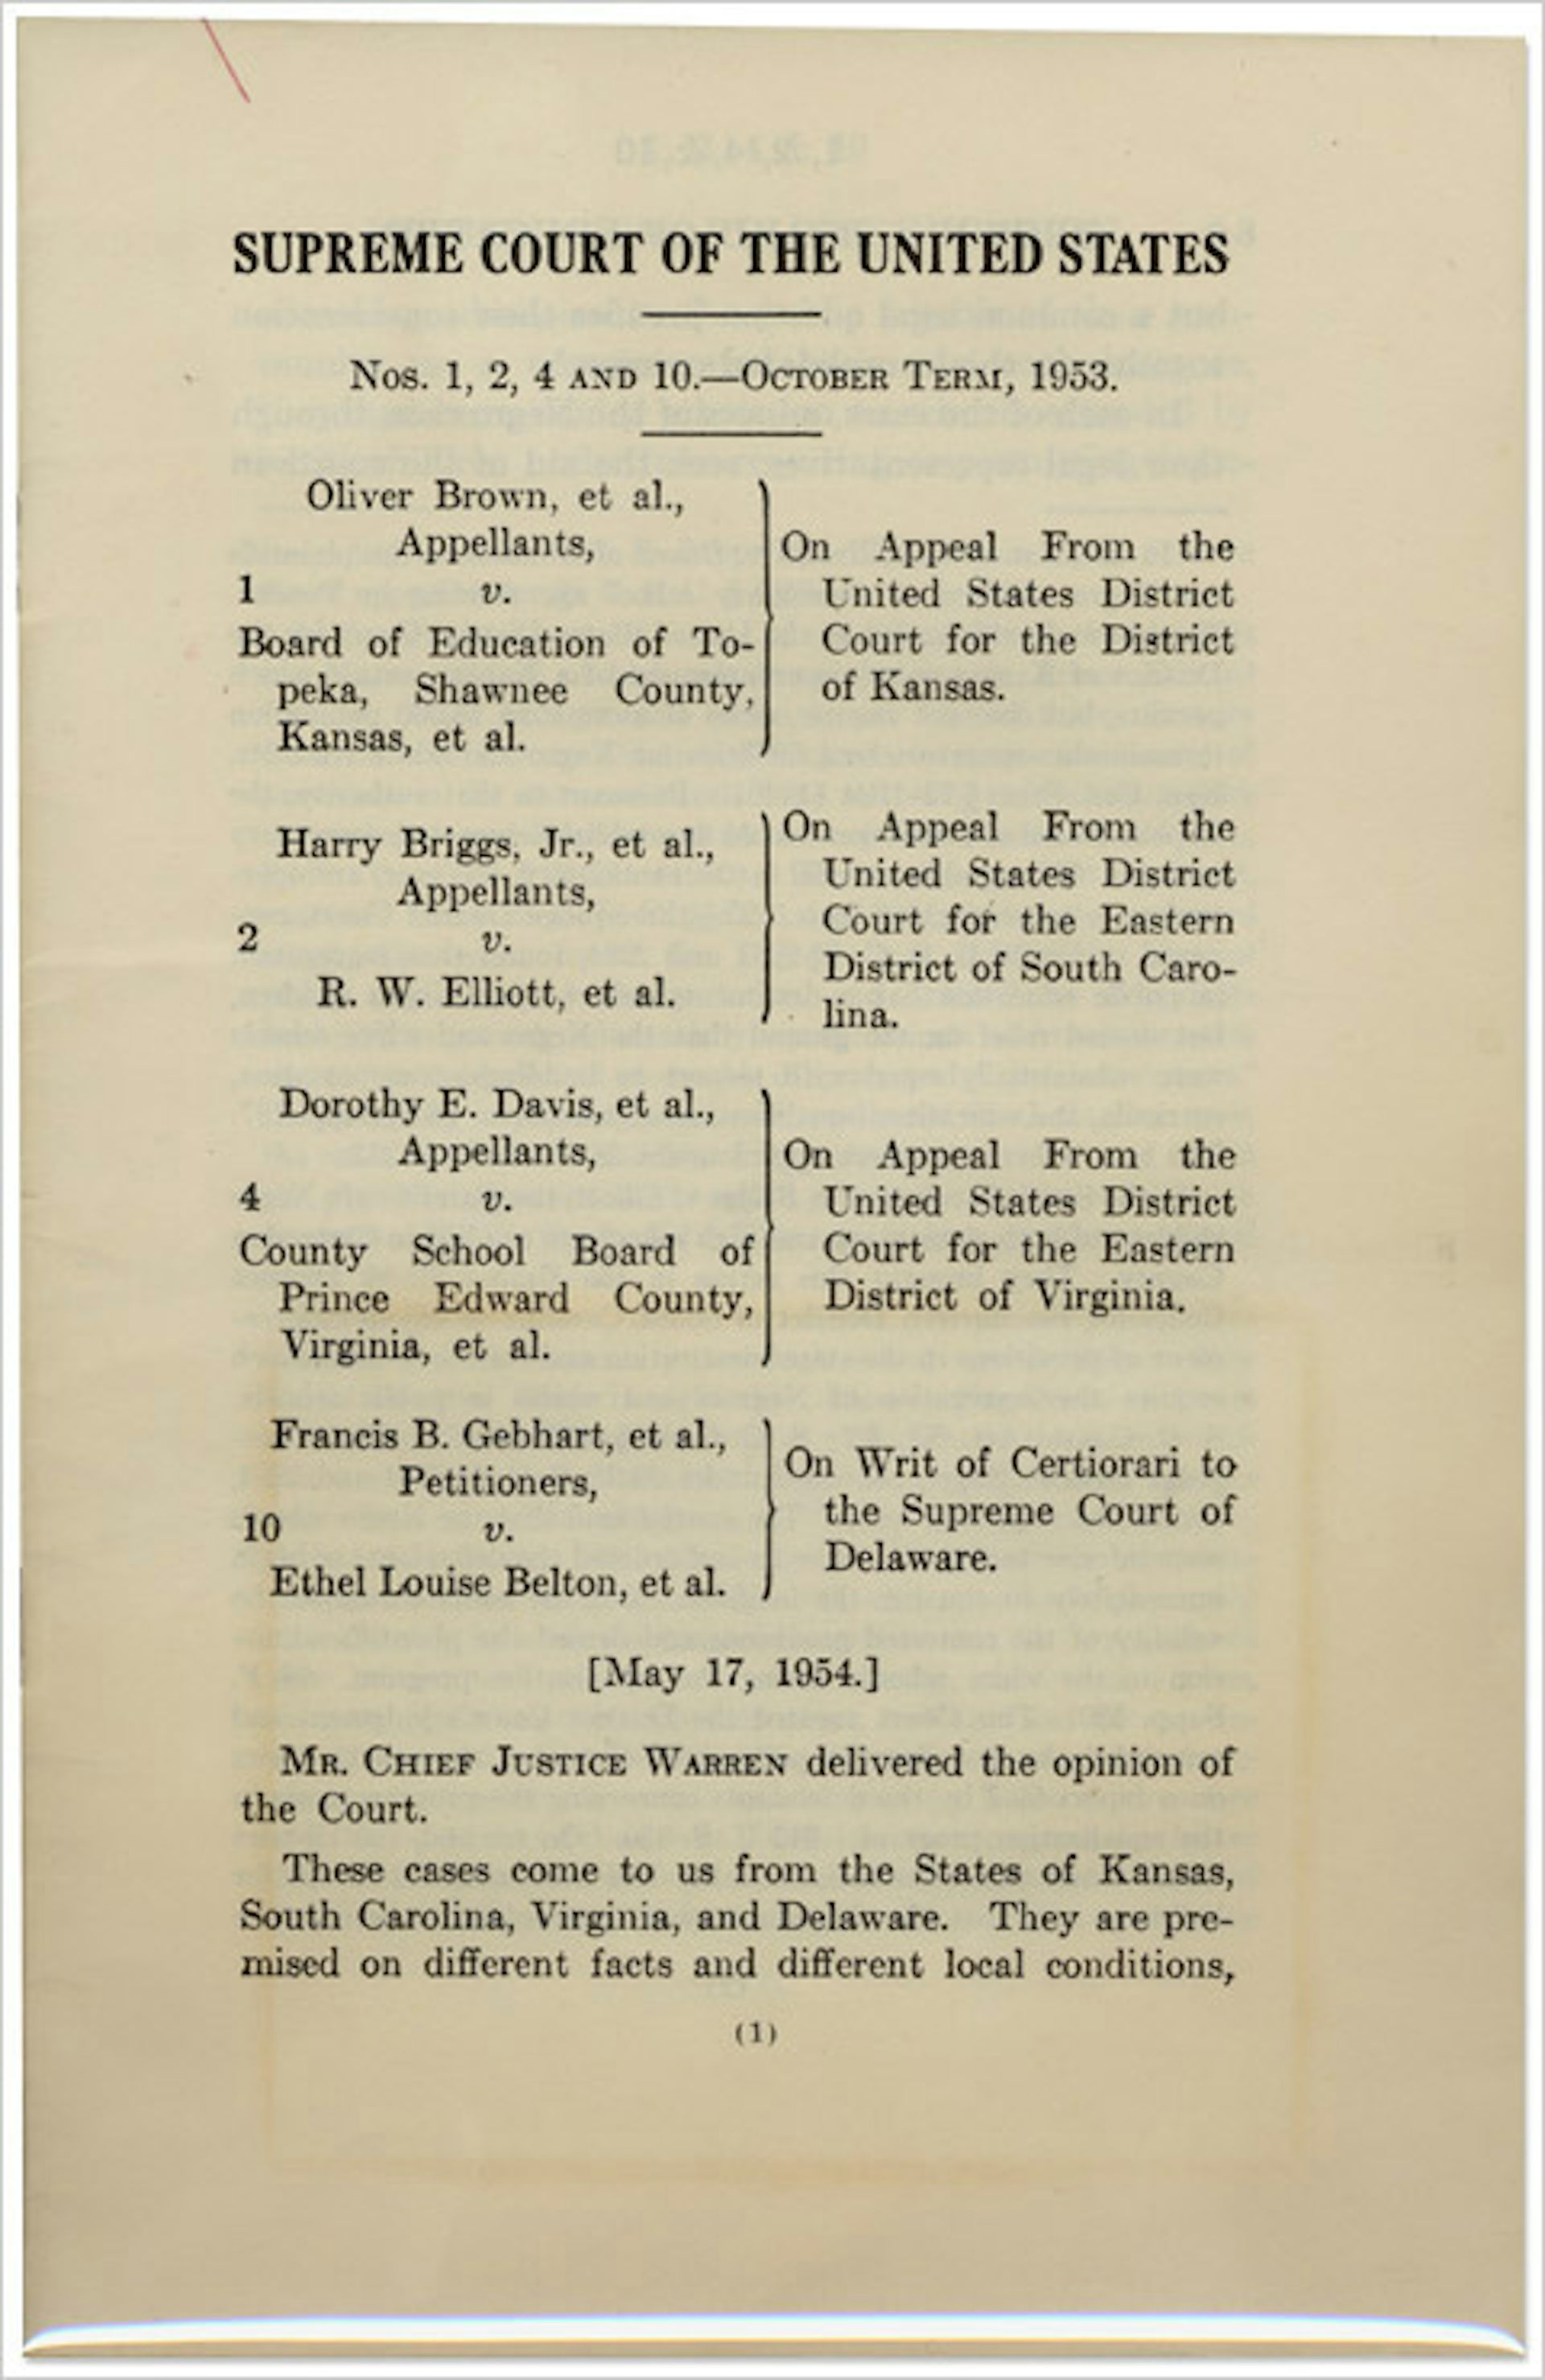 SUPREME COURT OF THE UNITED STATES
Nos. 1, 2, 4 AND 10.—OCTOBER TERM, 1953.
Oliver Brown, et al.,
Appellants,
1 v.
Board of Education of To-
peka, Shawnee County,
Kansas, et al.
On Appeal From the
United States District
Court for the District
of Kansas.
Harry Briggs, Jr., et al.,
Appellants,
2 v.
R. W. Elliott, et al.
On Appeal From the
United States District
Court for the Eastern
District of South Caro-
lina.
Dorothy E. Davis, et al.,
Appellants,
4 v.
County School Board of
Prince Edward County,
Virginia, et al.
On Appeal From the
United States District
Court for the Eastern
District of Virginia.
Francis B. Gebhart, et al.,
Petitioners,
10 v.
Ethel Louise Belton, et al.
On Writ of Certiorari to
the Supreme Court of
Delaware.
[May 17, 1954.]
MR. CHIEF JUSTICE WARREN delivered the opinion of
the Court.
These cases come to us from the States of Kansas,
South Carolina, Virginia, and Delaware. They are pre-
mised on different facts and different local conditions,
(1)